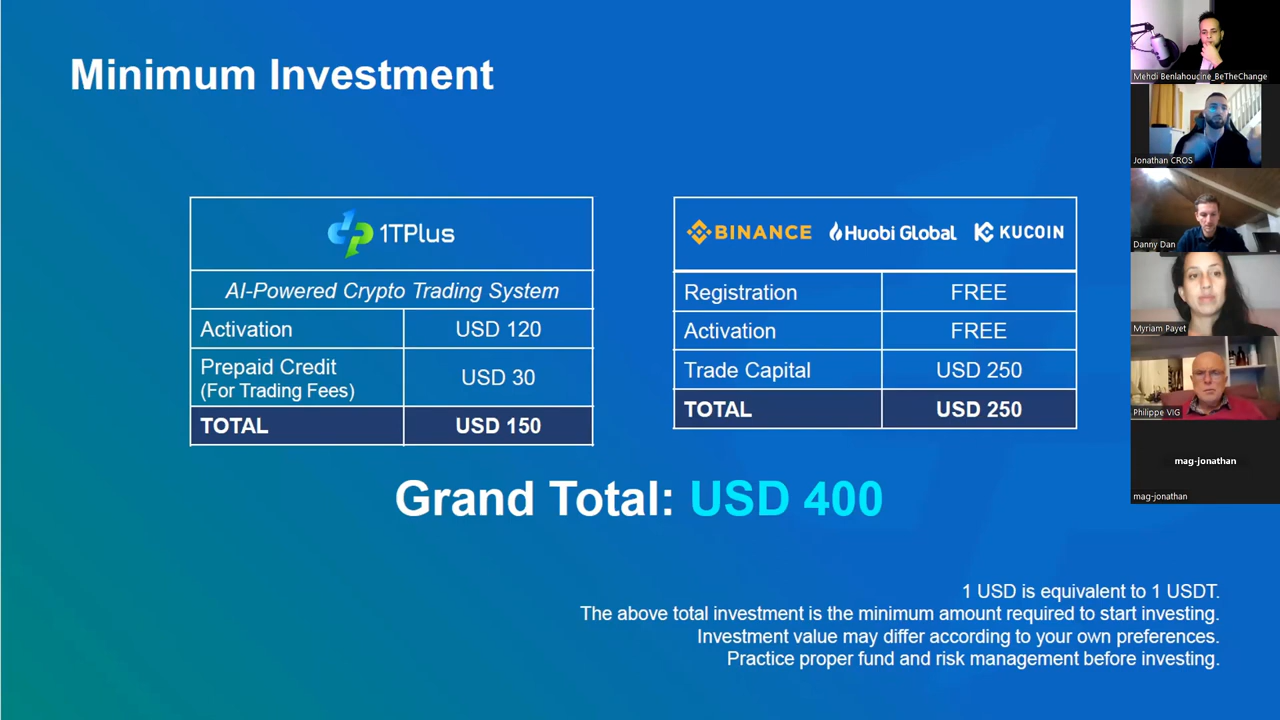 Minimum Investment
1TPlus
AI-Powered Crypto Trading System
Activation USD 120
Prepaid Credit
(For Trading Fees) USD 30
TOTAL USD 150
BINANCE Huobi Global KUCOIN
Registration FREE
Activation FREE
Trade Capital USD 250
TOTAL USD 250
Grand Total: USD 400
1 USD is equivalent to 1 USDT.
The above total investment is the minimum amount required to start investing.
Investment value may differ according to your own preferences.
Practice proper fund and risk management before investing.
Mehdi Benlahoucine_BeTheChange
Jonathan CROS
Danny Dan
Myriam Payet
Philippe VIG
mag-jonathan
mag-jonathan